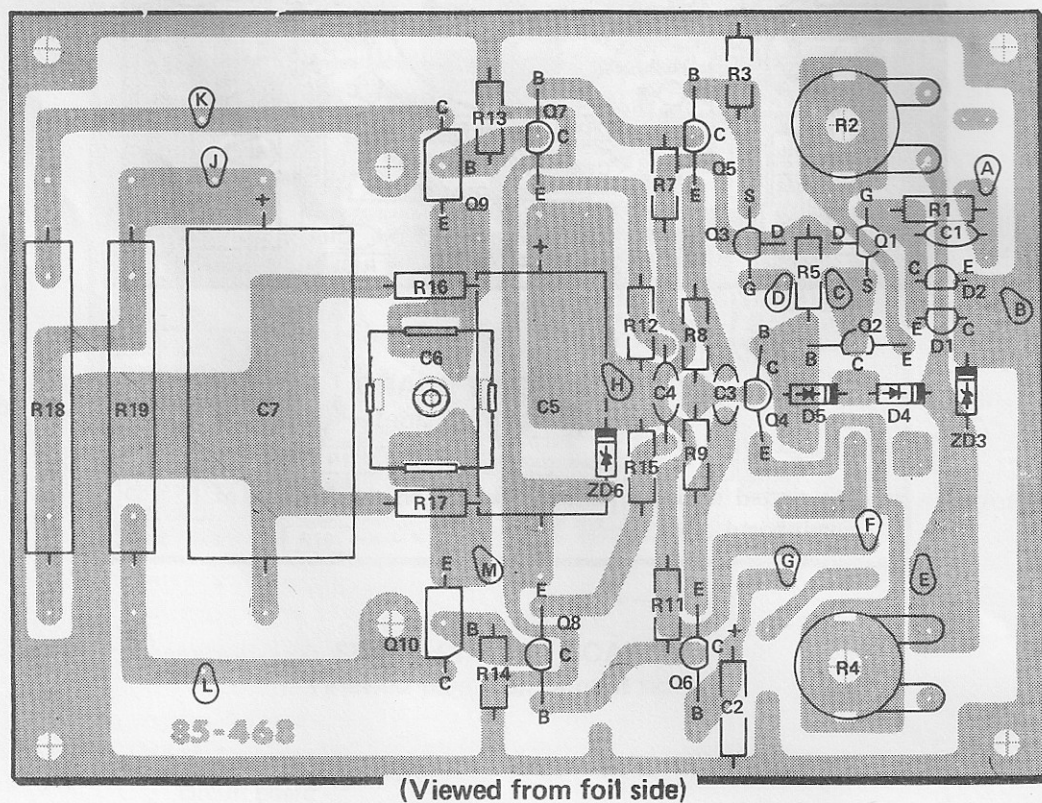 K
J
C
B
Q9
E
R13
B
Q7
C
E
R7
B
C
Q5
E
R3
S
Q3
D
G
R2
G
D
Q1
S
R1
C1
A
C
E
D2
B
E
C
D1
R5
D
C
Q2
B
C
E
+
R16
C6
R17
+
C5
R18
R19
C7
R12
R8
H
C4
C3
B
C
Q4
E
D5
D4
ZD3
R15
R9
ZD6
F
G
E
E
M
B
Q10
C
R14
E
Q8
C
B
R11
E
C
Q6
B
+
C2
R4
L
85-468
(Viewed from foil side)